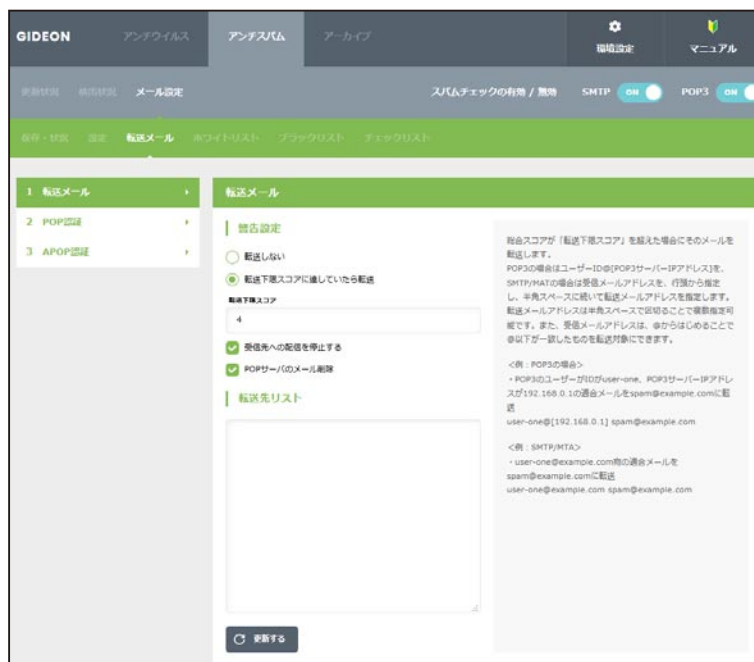 GIDEON
アンチウイルス
アンチスパム
アーカイブ
環境設定
マニュアル
更新状況
検出状況
メール設定
スパムチェックの有効 / 無効
SMTP
ON
POP3
ON
保存・状況
設定
転送メール
ホワイトリスト
ブラックリスト
チェックリスト
1 転送メール
2 POP認証
3 APOP認証
転送メール
警告設定
転送しない
転送下限スコアに達していたら転送
転送下限スコア
4
受信先への配信を停止する
POPサーバのメール削除
転送先リスト
更新する
総合スコアが「転送下限スコア」を超えた場合にそのメールを
転送します。
POP3の場合はユーザーID@[POP3サーバーIPアドレス]を、
SMTP/MATの場合は受信メールアドレスを、行頭から指定
し、半角スペースに続いて転送メールアドレスを指定します。
転送メールアドレスは半角スペースで区切ることで複数指定可
能です。また、受信メールアドレスは、@からはじめることで
@以下が一致したものを転送対象にできます。
<例：POP3の場合>
・POP3のユーザーがIDがuser-one、POP3サーバーIPアドレ
スが192.168.0.1の適合メールをspam@example.comに転
送
user-one@[192.168.0.1] spam@example.com
<例：SMTP/MTA>
・user-one@example.com宛の適合メールを
spam@example.comに転送
user-one@example.com spam@example.com